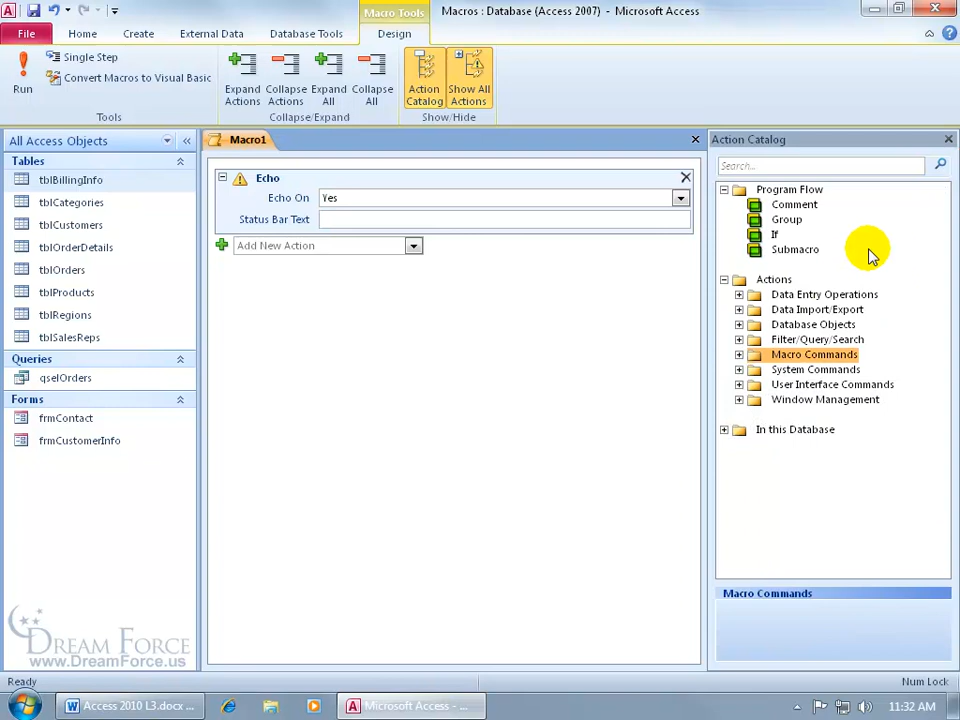 Macro Tools
Macros : Database (Access 2007) - Microsoft Access
File
Home
Create
External Data
Database Tools
Design
Run
Single Step
Convert Macros to Visual Basic
Tools
Expand Actions
Collapse Actions
Expand All
Collapse All
Collapse/Expand
Action Catalog
Show All Actions
Show/Hide
All Access Objects
Tables
tblBillingInfo
tblCategories
tblCustomers
tblOrderDetails
tblOrders
tblProducts
tblRegions
tblSalesReps
Queries
qselOrders
Forms
frmContact
frmCustomerInfo
DREAM FORCE
www.DreamForce.us
Macro1
Echo
Echo On Yes
Status Bar Text
Add New Action
Action Catalog
Search...
Program Flow
Comment
Group
If
Submacro
Actions
Data Entry Operations
Data Import/Export
Database Objects
Filter/Query/Search
Macro Commands
System Commands
User Interface Commands
Window Management
In this Database
Macro Commands
Ready
Num Lock
Access 2010 L3.docx ...
Microsoft Access - ...
11:32 AM